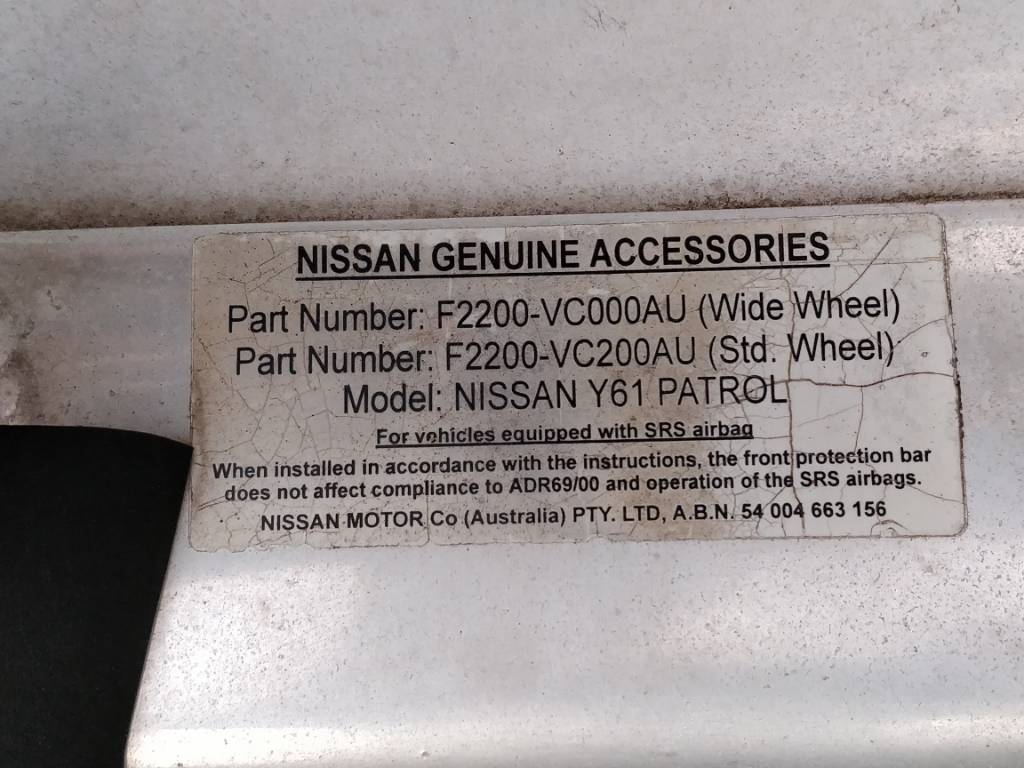 NISSAN GENUINE ACCESSORIES
Part Number: F2200-VC000AU (Wide Wheel)
Part Number: F2200-VC200AU (Std. Wheel)
Model: NISSAN Y61 PATROL
For vehicles equipped with SRS airbag
When installed in accordance with the instructions, the front protection bar
does not affect compliance to ADR69/00 and operation of the SRS airbags.
NISSAN MOTOR Co (Australia) PTY. LTD, A.B.N. 54 004 663 156